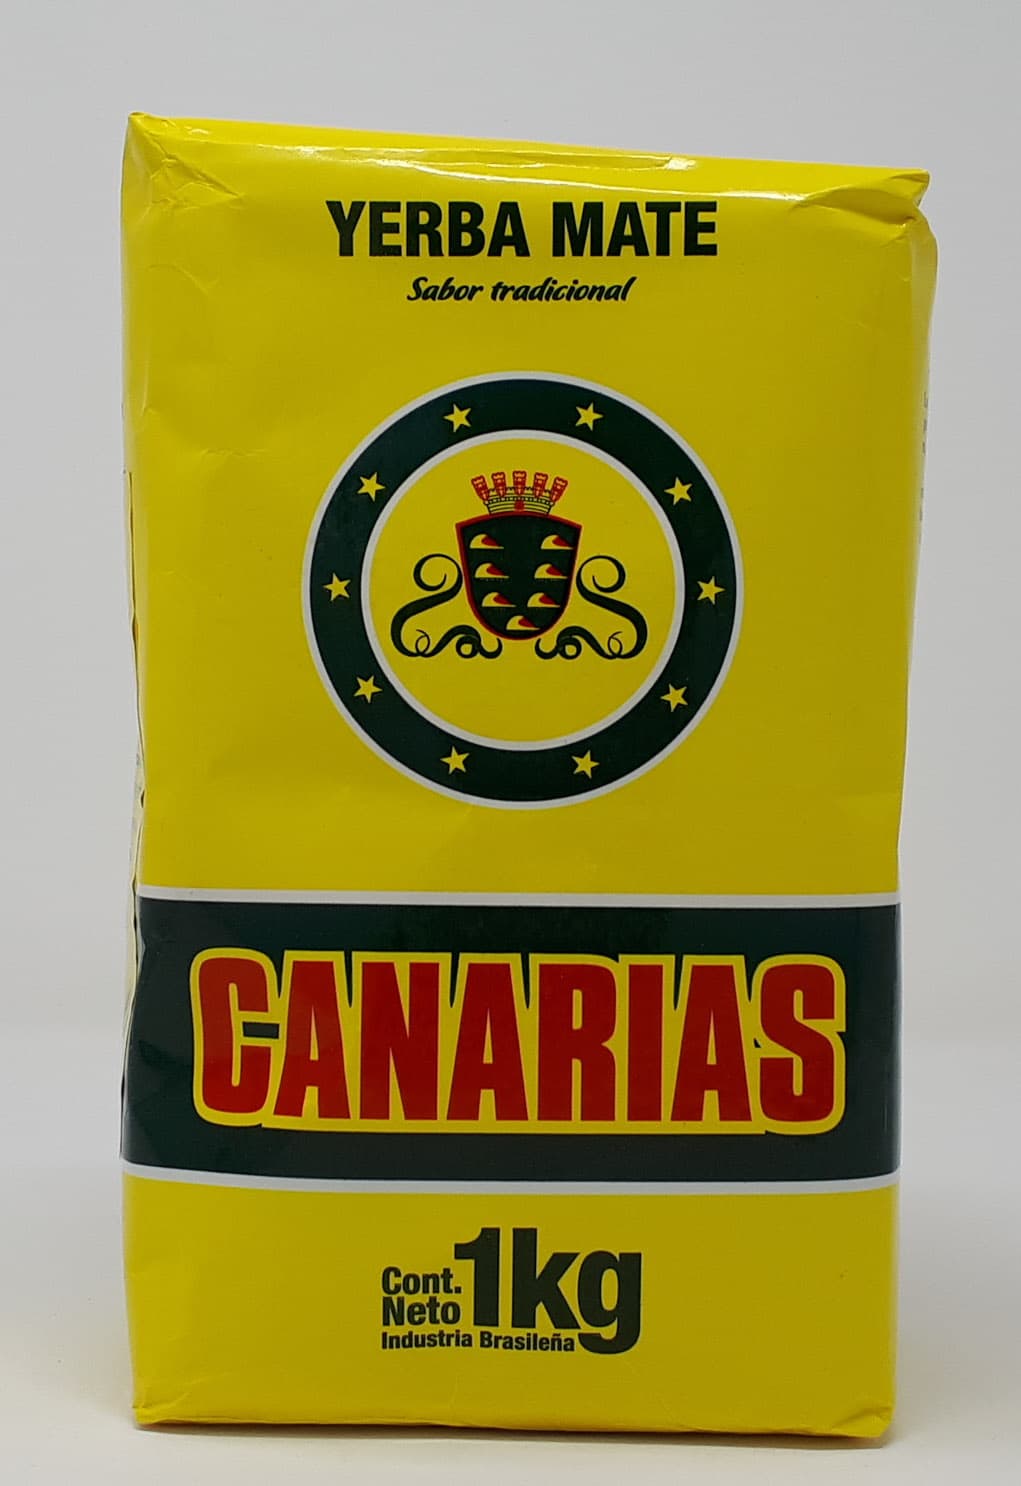 YERBA MATE
Sabor tradicional
CANARIAS
Cont. Neto 1kg
Industria Brasileña